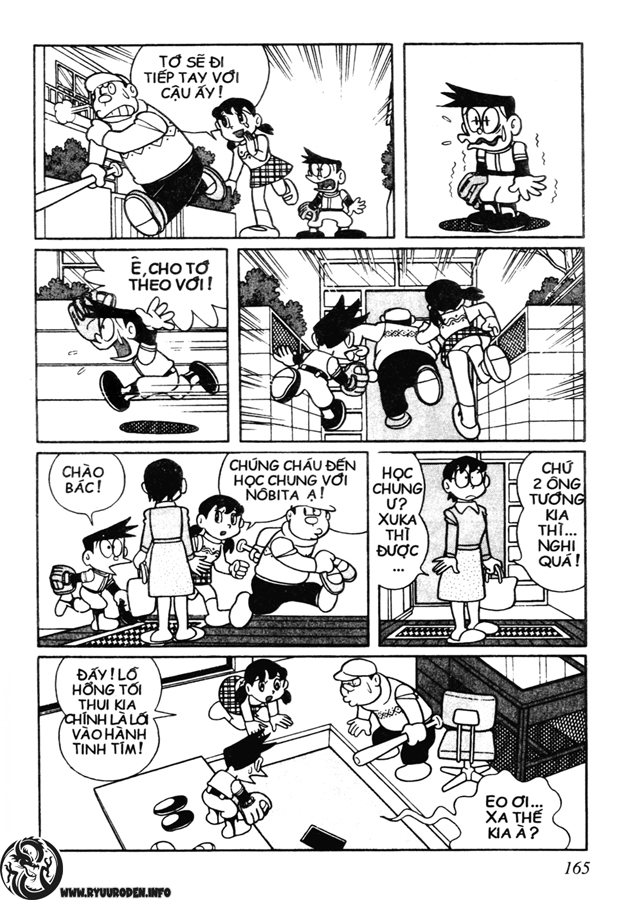 TỚ SẼ ĐI
TIẾP TAY VỚI
CẬU ẤY!
Ê, CHO TỚ
THEO VỚI!
CHÀO
BÁC!
CHÚNG CHÁU ĐẾN
HỌC CHUNG VỚI
NÔBITA Ạ!
HỌC
CHUNG
Ư?
XUKA THÌ
ĐƯỢC
...
CHỨ
2 ÔNG
TƯỚNG
KIA
THÌ...
NGHI
QUÁ!
ĐẤY! LỖ
HỔNG TỐI
THUI KIA
CHÍNH LÀ LỐI
VÀO HÀNH
TINH TÍM!
EO ƠI...
XA THẾ
KIA À?
165
WWW.RYUURODEN.INFO